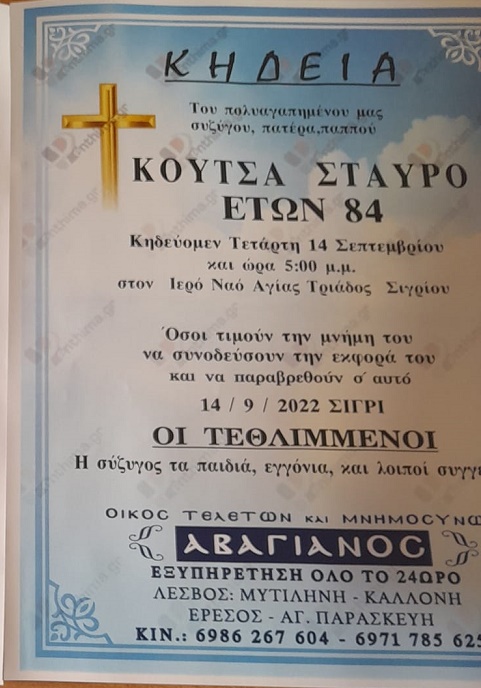 ΚΗΔΕΙΑ
Του πολυαγαπημένου μας
συζύγου, πατέρα,παππού
ΚΟΥΤΣΑ ΣΤΑΥΡΟ
ΕΤΩΝ 84
Κηδεύομεν Τετάρτη 14 Σεπτεμβρίου
και ώρα 5:00 μ.μ.
στον Ιερό Ναό Αγίας Τριάδος Σιγρίου
Όσοι τιμούν την μνήμη του
να συνοδεύσουν την εκφορά του
και να παραβρεθούν σ΄αυτό
14 / 9 / 2022 ΣΙΓΡΙ
ΟΙ ΤΕΘΛΙΜΜΕΝΟΙ
Η σύζυγος τα παιδιά, εγγόνια, και λοιποί συγγε
ΟΙΚΟΣ ΤΕΛΕΤΩΝ ΚΑΙ ΜΝΗΜΟΣΥΝΩ
ΑΒΑΓΙΑΝΟΣ
ΕΞΥΠΗΡΕΤΗΣΗ ΟΛΟ ΤΟ 24ΩΡΟ
ΛΕΣΒΟΣ: ΜΥΤΙΛΗΝΗ - ΚΑΛΛΟΝΗ
ΕΡΕΣΟΣ - ΑΓ. ΠΑΡΑΣΚΕΥΗ
ΚΙΝ.: 6986 267 604 - 6971 785 625